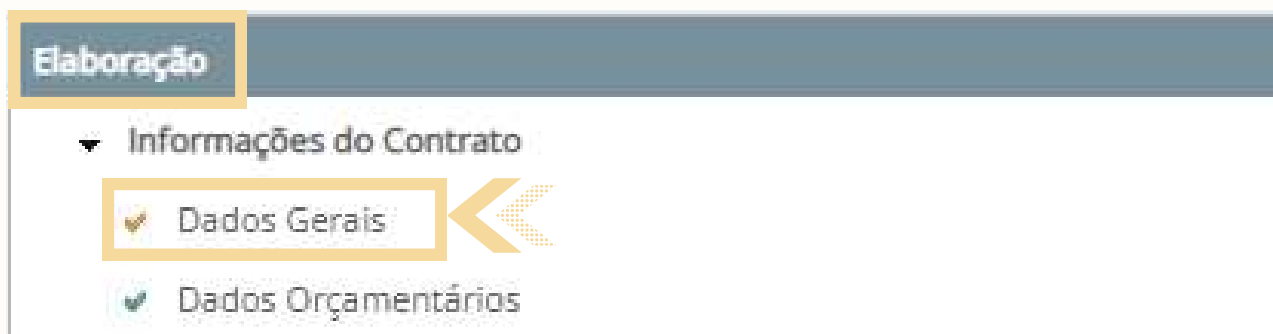 Elaboração
Informações do Contrato
Dados Gerais
Dados Orçamentários